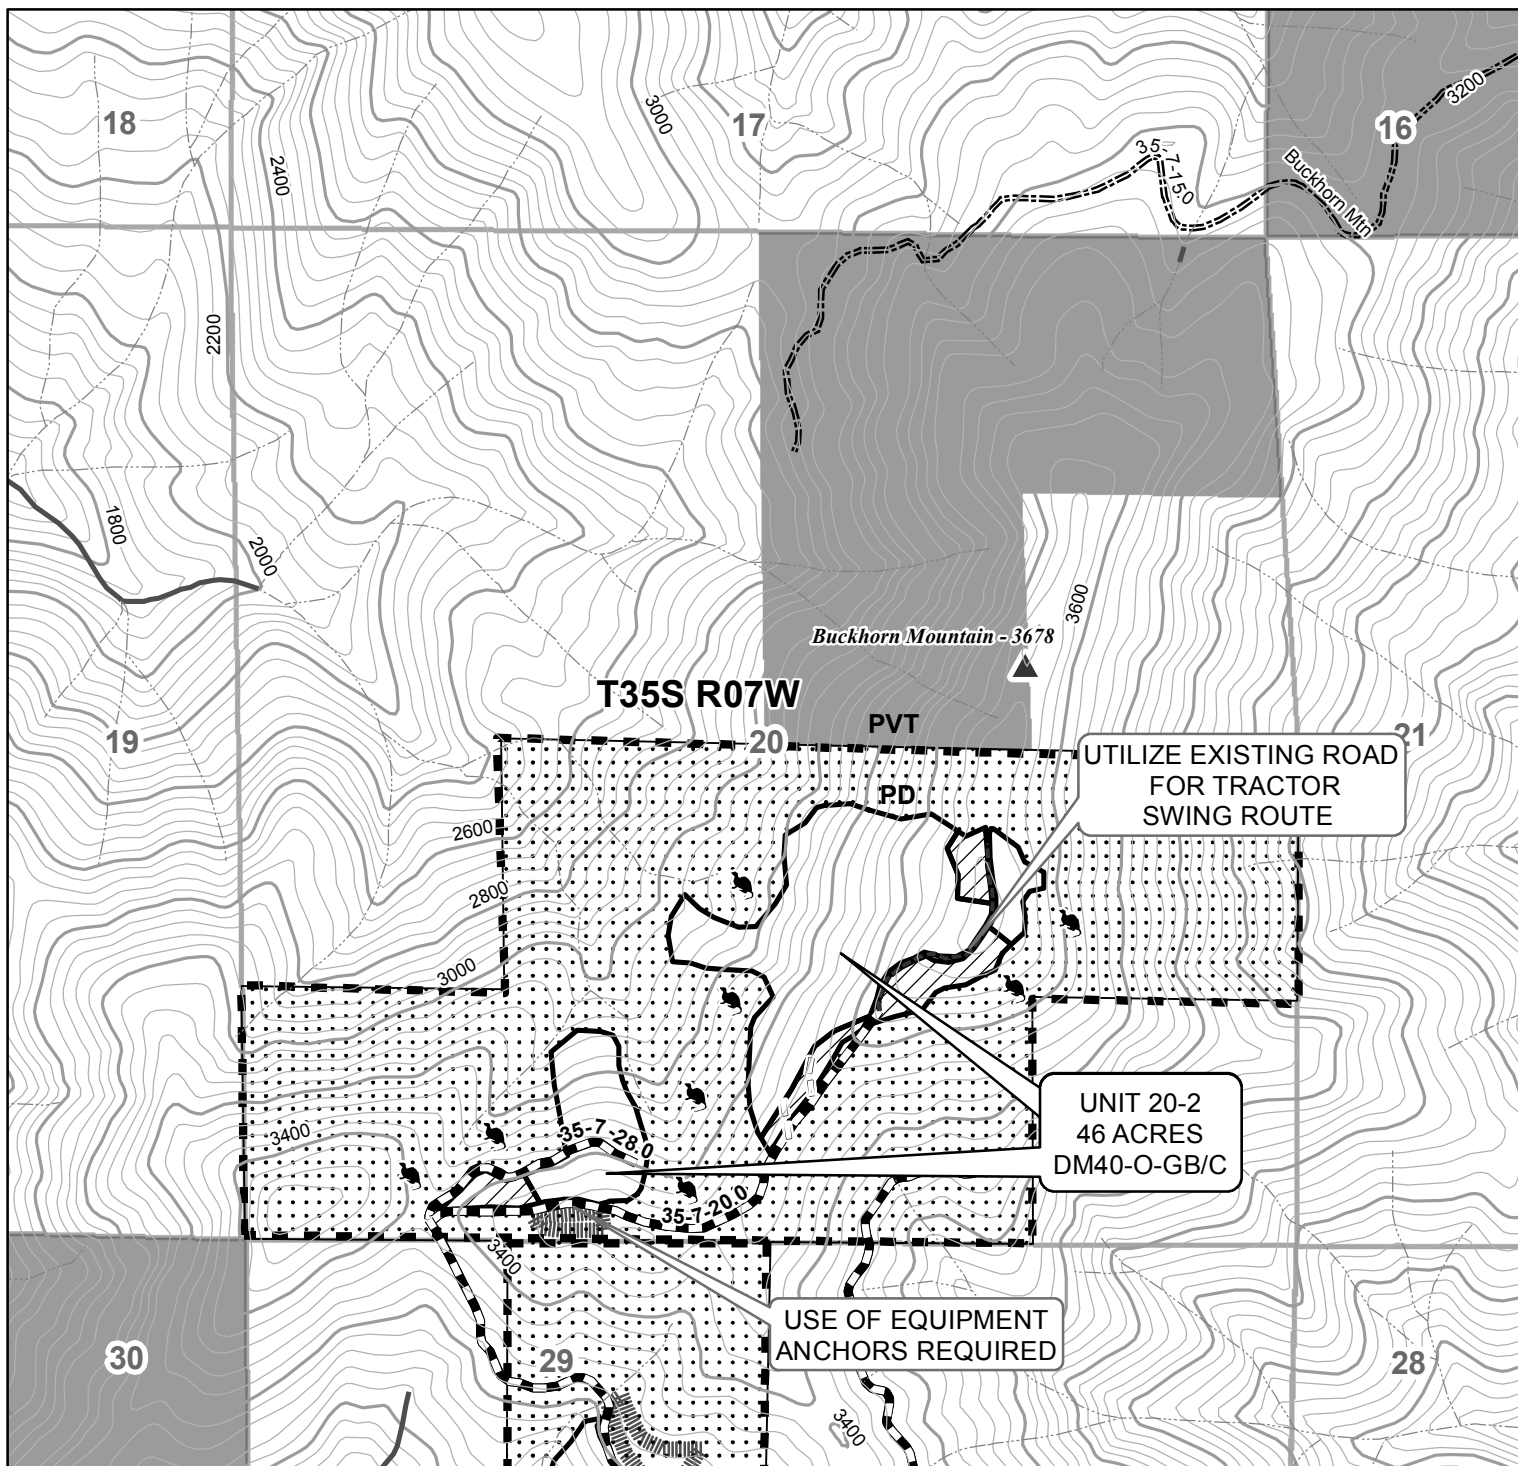 18
3000
17
16
3200
35-7-15.0
Buckhorn Mtn
2400
2200
1800
2000
3600
Buckhorn Mountain - 3678
T35S R07W
PVT
19
20
21
UTILIZE EXISTING ROAD
FOR TRACTOR
SWING ROUTE
PD
2600
2800
3000
UNIT 20-2
46 ACRES
DM40-O-GB/C
3400
35-7-28.0
35-7-20.0
3400
USE OF EQUIPMENT
ANCHORS REQUIRED
30
29
28
3400